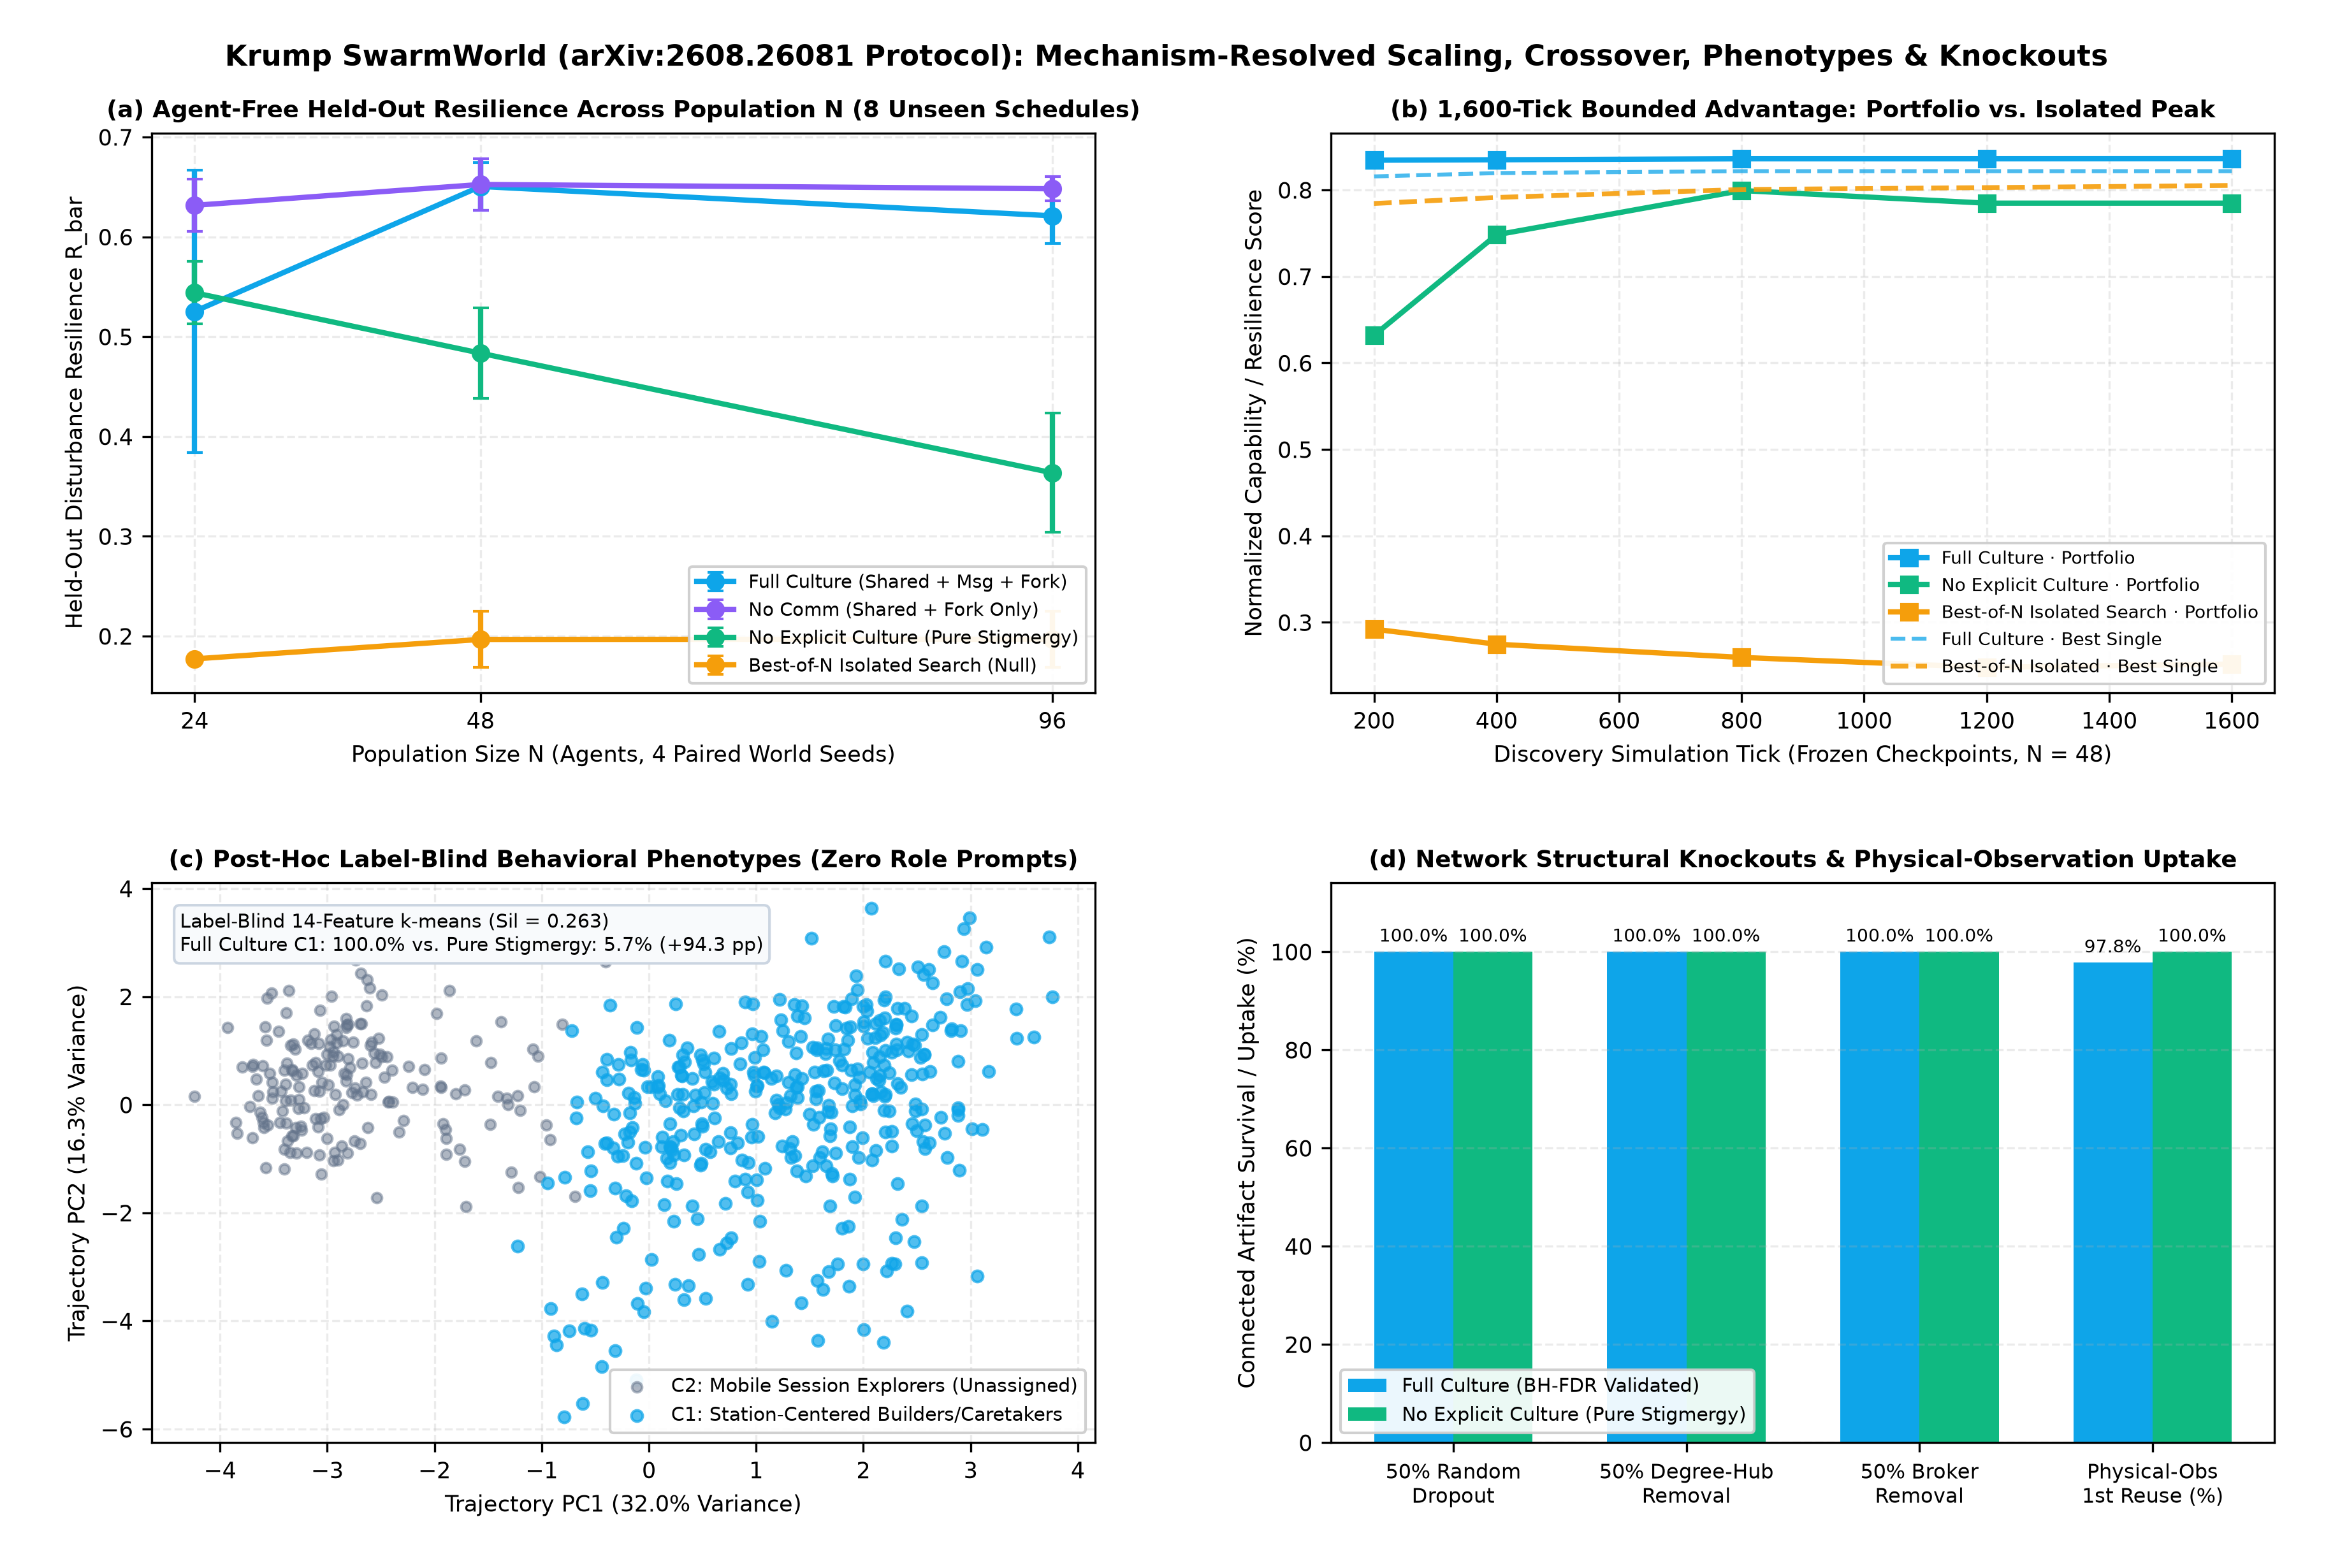 Krump SwarmWorld (arXiv:2608.26081 Protocol): Mechanism-Resolved Scaling, Crossover, Phenotypes & Knockouts
(a) Agent-Free Held-Out Resilience Across Population N (8 Unseen Schedules)
Held-Out Disturbance Resilience R_bar
0.7
0.6
0.5
0.4
0.3
0.2
Full Culture (Shared + Msg + Fork)
No Comm (Shared + Fork Only)
No Explicit Culture (Pure Stigmergy)
Best-of-N Isolated Search (Null)
24
48
96
Population Size N (Agents, 4 Paired World Seeds)
(b) 1,600-Tick Bounded Advantage: Portfolio vs. Isolated Peak
Normalized Capability / Resilience Score
0.8
0.7
0.6
0.5
0.4
0.3
Full Culture · Portfolio
No Explicit Culture · Portfolio
Best-of-N Isolated Search · Portfolio
Full Culture · Best Single
Best-of-N Isolated · Best Single
200
400
600
800
1000
1200
1400
1600
Discovery Simulation Tick (Frozen Checkpoints, N = 48)
(c) Post-Hoc Label-Blind Behavioral Phenotypes (Zero Role Prompts)
Trajectory PC2 (16.3% Variance)
4
2
0
−2
−4
−6
Label-Blind 14-Feature k-means (Sil = 0.263)
Full Culture C1: 100.0% vs. Pure Stigmergy: 5.7% (+94.3 pp)
C2: Mobile Session Explorers (Unassigned)
C1: Station-Centered Builders/Caretakers
−4
−3
−2
−1
0
1
2
3
4
Trajectory PC1 (32.0% Variance)
(d) Network Structural Knockouts & Physical-Observation Uptake
Connected Artifact Survival / Uptake (%)
100
80
60
40
20
0
100.0%
100.0%
100.0%
100.0%
100.0%
100.0%
97.8%
100.0%
Full Culture (BH-FDR Validated)
No Explicit Culture (Pure Stigmergy)
50% Random
Dropout
50% Degree-Hub
Removal
50% Broker
Removal
Physical-Obs
1st Reuse (%)